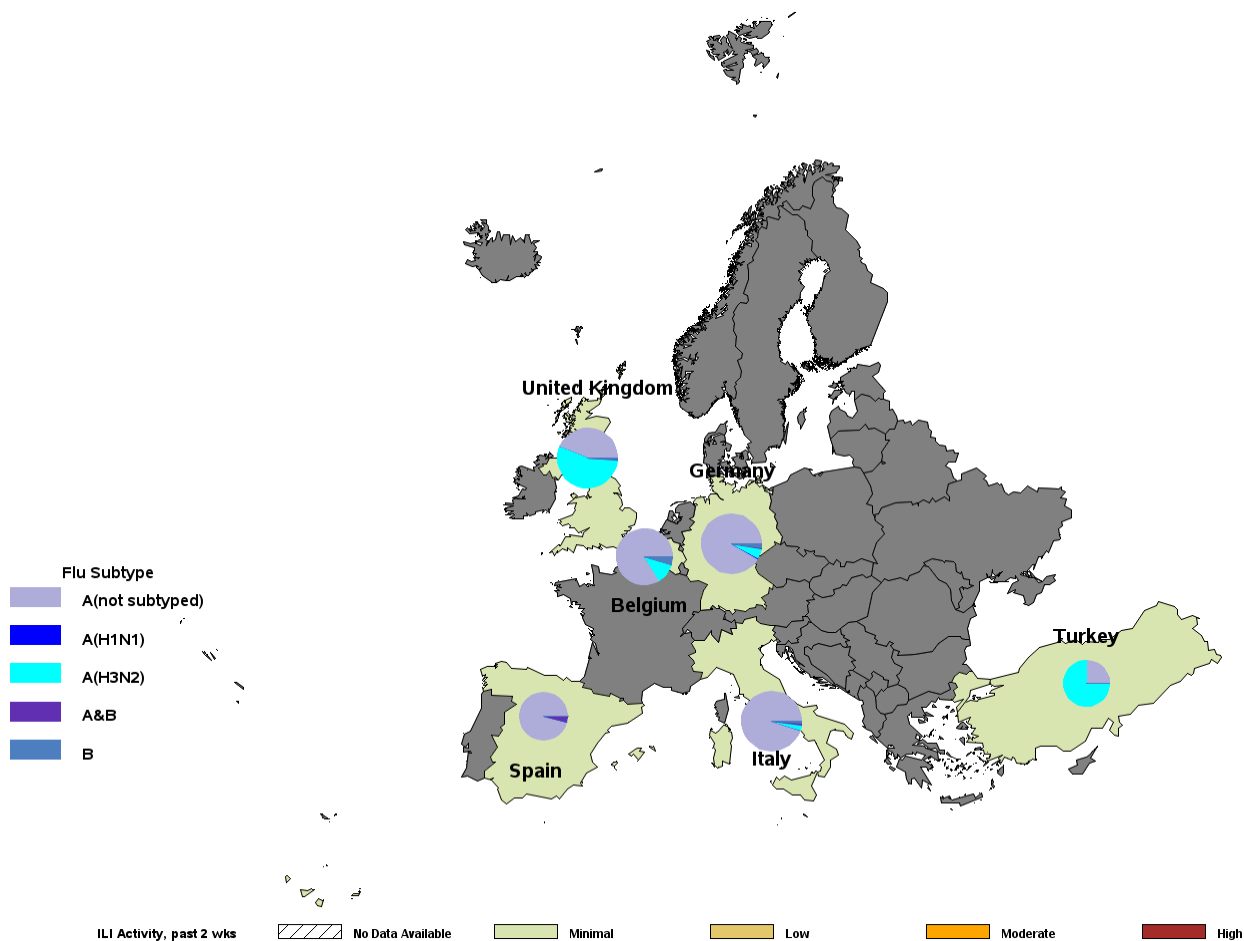 United Kingdom
Germany
Belgium
Flu Subtype
A(not subtyped)
A(H1N1)
A(H3N2)
A&B
B
Turkey
Spain
Italy
ILI Activity, past 2 wks
No Data Available
Minimal
Low
Moderate
High